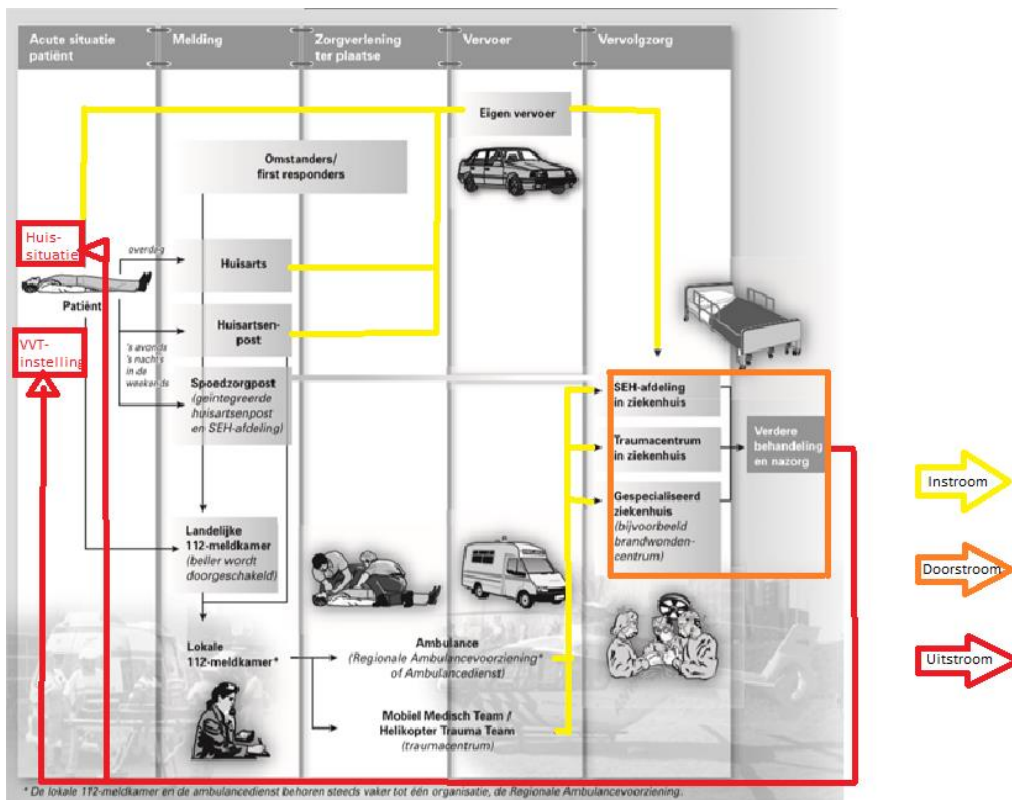 Acute situatie
patiënt
Melding
Zorgverlening
ter plaatse
Vervoer
Vervolgzorg
Eigen vervoer
Omstanders/
first responders
Huis-
situatie
overdag
Huisarts
Patiënt
Huisartsen-
post
VVT-
instelling
's avonds
's nachts
in de
weekends
Spoedzorgpost
(geïntegreerde
huisartsenpost
en SEH-afdeling)
SEH-afdeling
in ziekenhuis
Traumacentrum
in ziekenhuis
Verdere
behandeling
en nazorg
Gespecialiseerd
ziekenhuis
(bijvoorbeeld
brandwonden-
centrum)
Instroom
Doorstroom
Uitstroom
Landelijke
112-meldkamer
(beller wordt
doorgeschakeld)
Lokale
112-meldkamer*
Ambulance
(Regionale Ambulancevoorziening*
of Ambulancedienst)
Mobiel Medisch Team /
Helikopter Trauma Team
(traumacentrum)
* De lokale 112-meldkamer en de ambulancedienst behoren steeds vaker tot één organisatie, de Regionale Ambulancevoorziening.